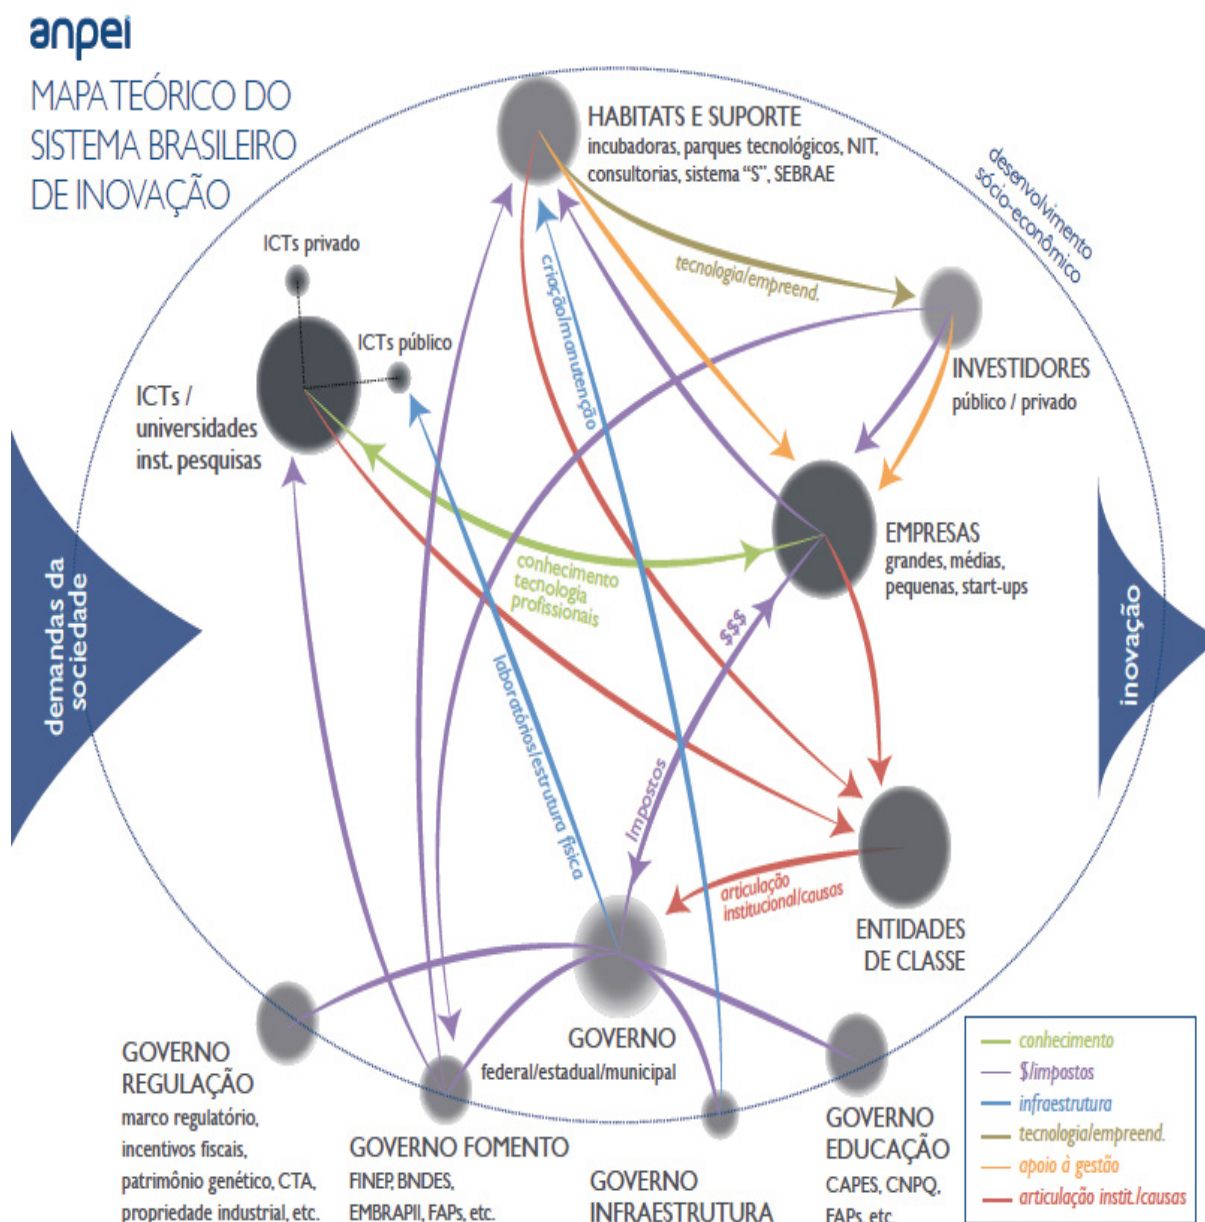 anpei
MAPA TEÓRICO DO
SISTEMA BRASILEIRO
DE INOVAÇÃO
HABITATS E SUPORTE
incubadoras, parques tecnológicos, NIT,
consultorias, sistema “S”, SEBRAE
desenvolvimento
sócio-econômico
ICTs privado
ICTs público
ICTs /
universidades
inst. pesquisas
tecnologia/empreend.
criação/manutenção
INVESTIDORES
público / privado
EMPRESAS
grandes, médias,
pequenas, start-ups
conhecimento
tecnologia
profissionais
demandas da
sociedade
inovação
$$$
Impostos
laboratórios/estrutura física
articulação
institucional/causas
ENTIDADES
DE CLASSE
GOVERNO
federal/estadual/municipal
GOVERNO
REGULAÇÃO
marco regulatório,
incentivos fiscais,
patrimônio genético, CTA,
propriedade industrial, etc.
GOVERNO FOMENTO
FINEP, BNDES,
EMBRAPII, FAPs, etc.
GOVERNO
INFRAESTRUTURA
GOVERNO
EDUCAÇÃO
CAPES, CNPQ,
FAPs, etc
conhecimento
$/impostos
infraestrutura
tecnologia/empreend.
apoio à gestão
articulação instit./causas